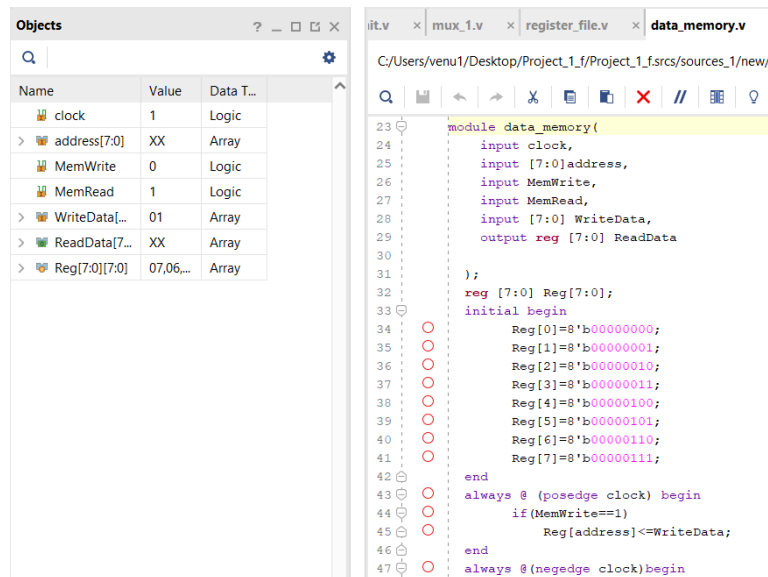 Objects ? _ □ ×
Name Value Data T...
clock 1 Logic
> address[7:0] XX Array
MemWrite 0 Logic
MemRead 1 Logic
> WriteData[... 01 Array
> ReadData[7... XX Array
> Reg[7:0][7:0] 07,06,... Array
it.v × mux_1.v × register_file.v × data_memory.v
C:/Users/venu1/Desktop/Project_1_f/Project_1_f.srcs/sources_1/new/
23 module data_memory(
24 input clock,
25 input [7:0]address,
26 input MemWrite,
27 input MemRead,
28 input [7:0] WriteData,
29 output reg [7:0] ReadData
30
31 );
32 reg [7:0] Reg[7:0];
33 initial begin
34 Reg[0]=8'b00000000;
35 Reg[1]=8'b00000001;
36 Reg[2]=8'b00000010;
37 Reg[3]=8'b00000011;
38 Reg[4]=8'b00000100;
39 Reg[5]=8'b00000101;
40 Reg[6]=8'b00000110;
41 Reg[7]=8'b00000111;
42 end
43 always @ (posedge clock) begin
44 if(MemWrite==1)
45 Reg[address]<=WriteData;
46 end
47 always @(negedge clock)begin